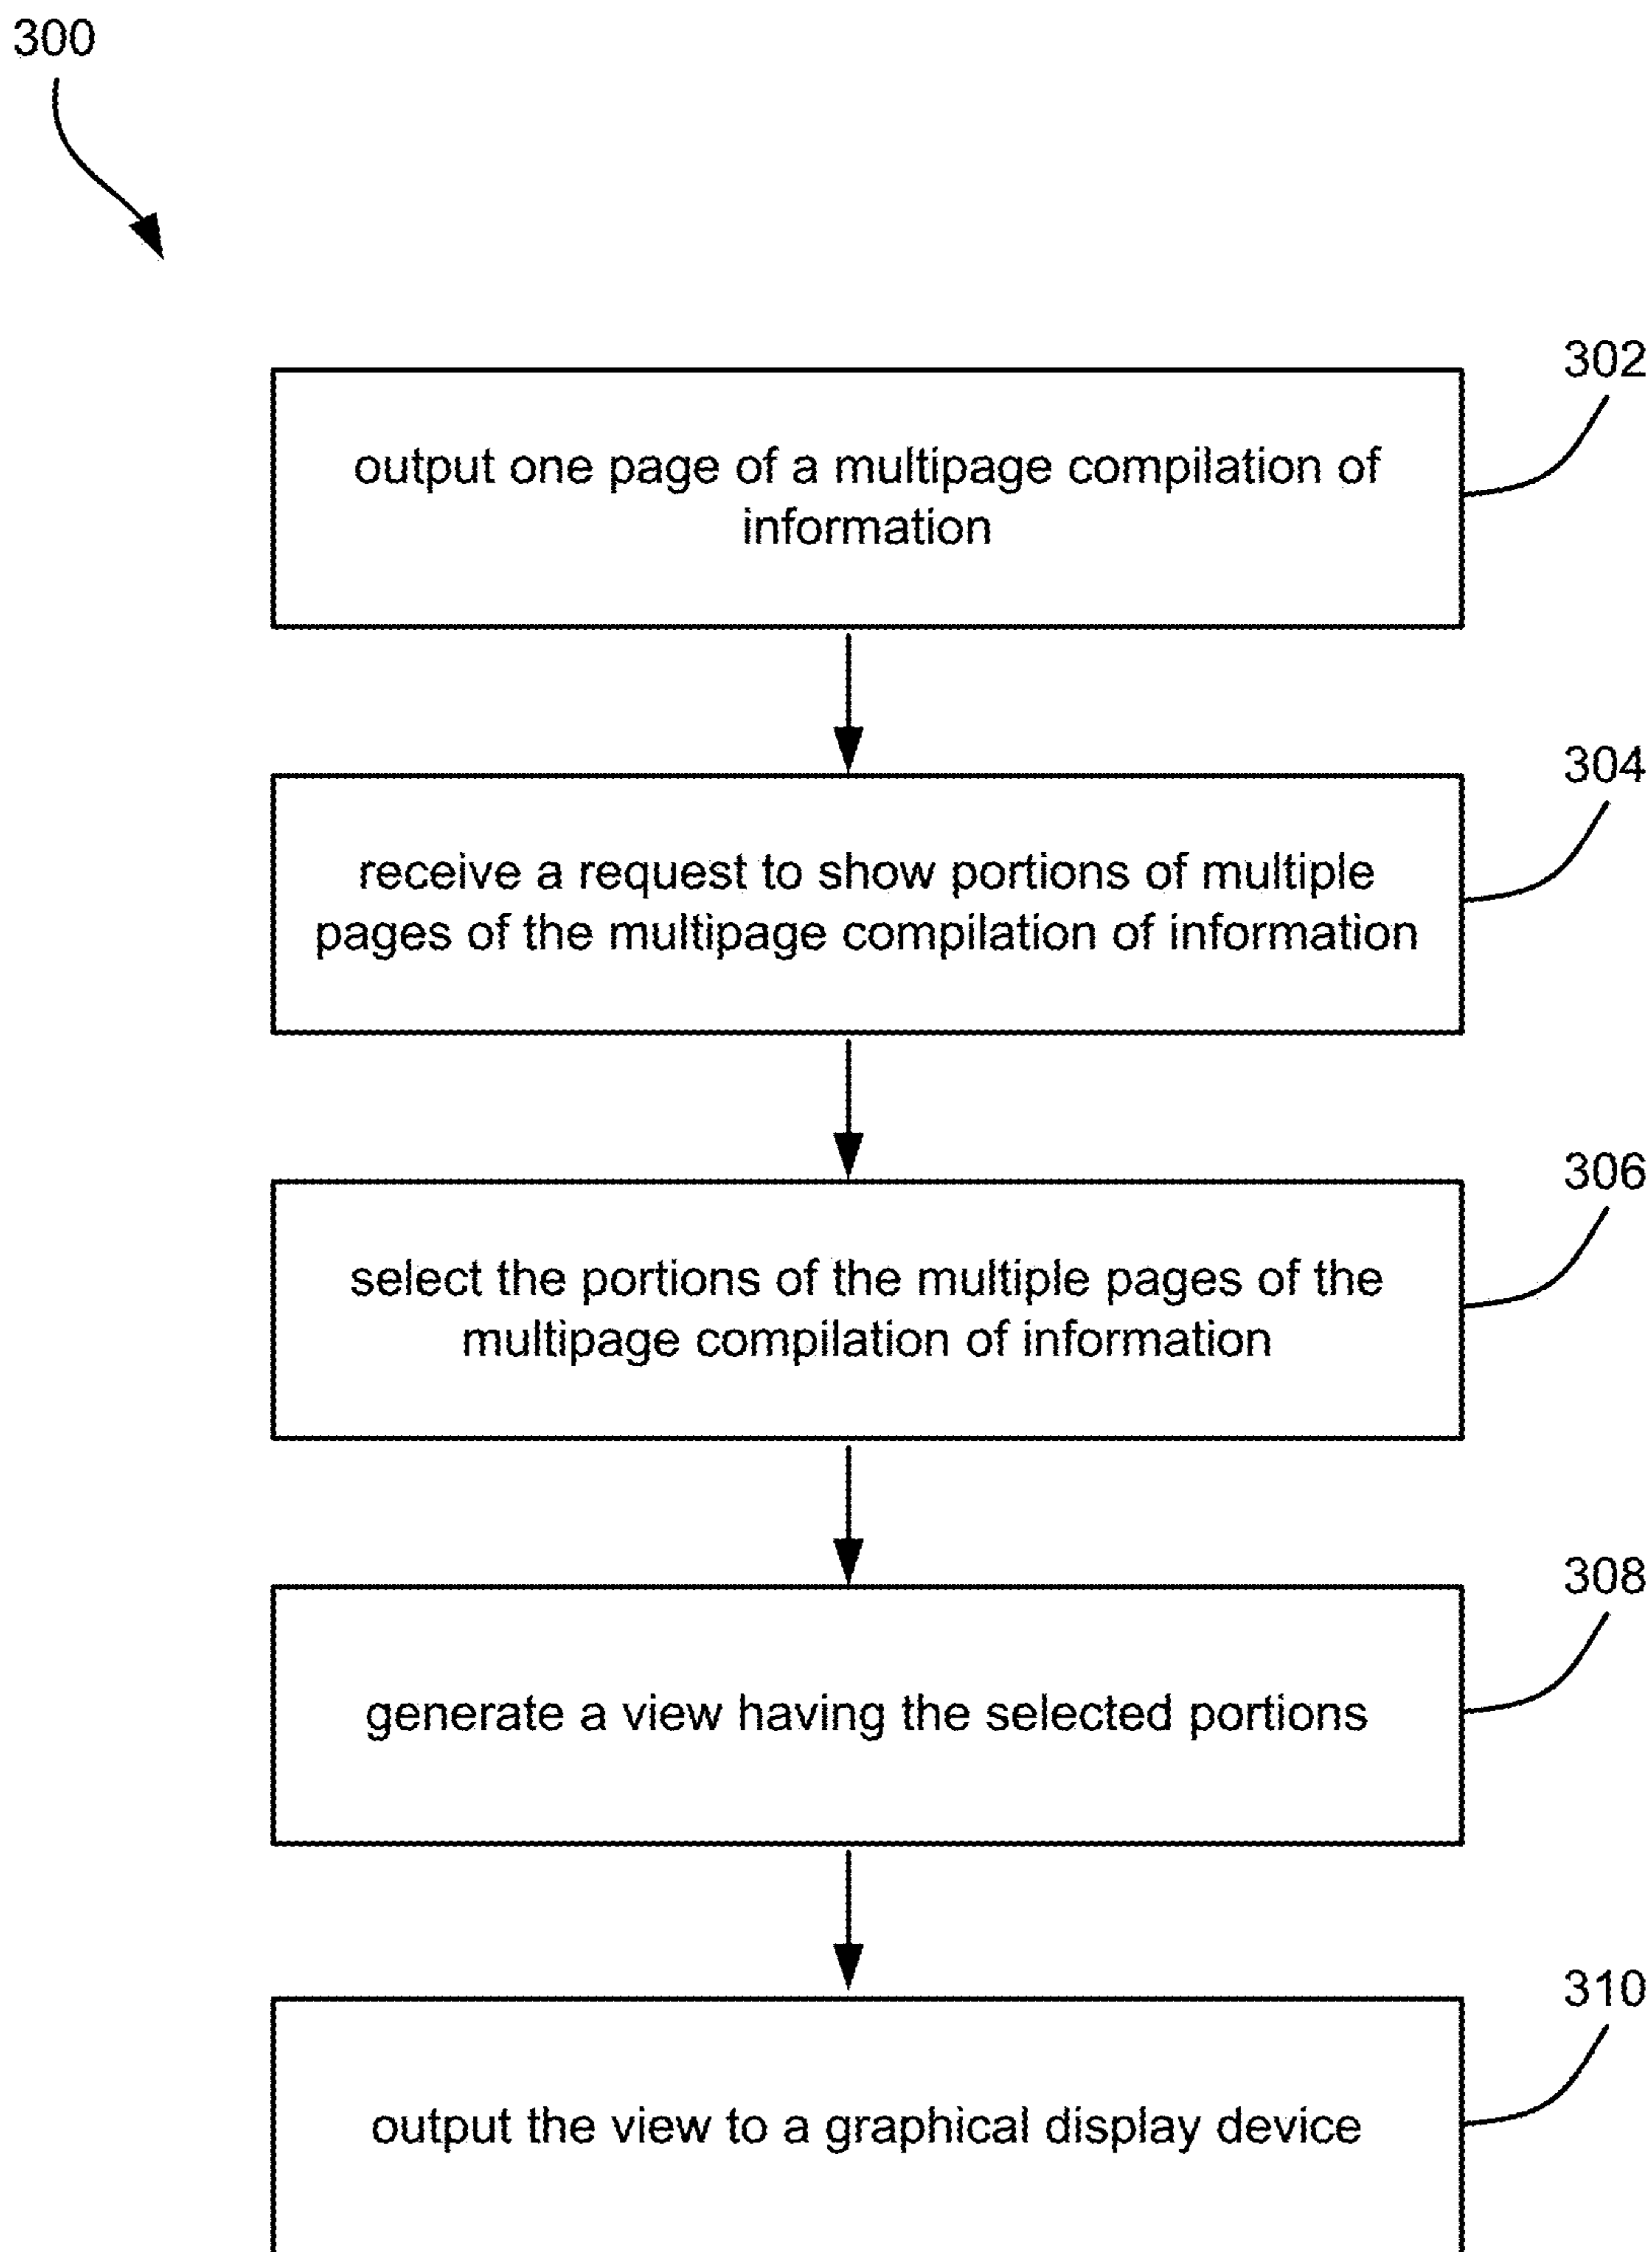 300
302
output one page of a multipage compilation of
information
304
receive a request to show portions of multiple
pages of the multipage compilation of information
306
select the portions of the multiple pages of the
multipage compilation of information
308
generate a view having the selected portions
310
output the view to a graphical display device